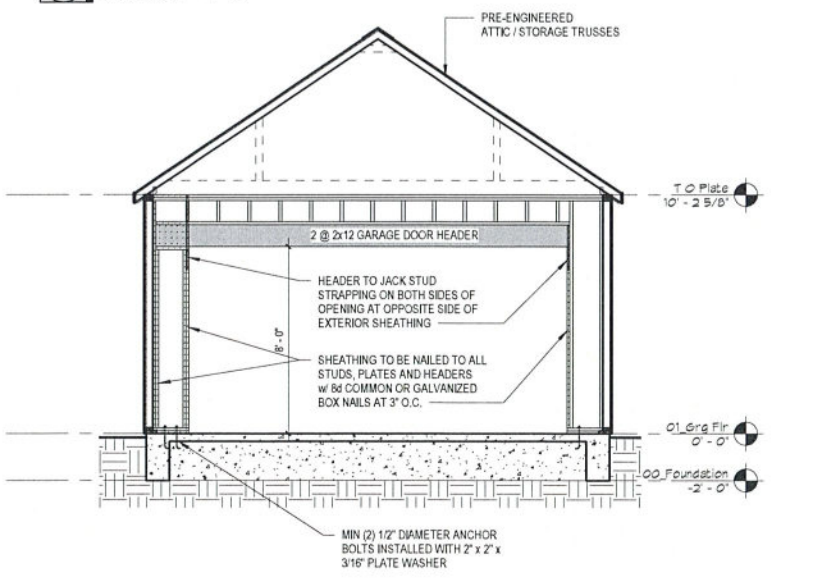 PRE-ENGINEERED
ATTIC / STORAGE TRUSSES
T O Plate
10' - 2 5/8"
2 @ 2x12 GARAGE DOOR HEADER
HEADER TO JACK STUD
STRAPPING ON BOTH SIDES OF
OPENING AT OPPOSITE SIDE OF
EXTERIOR SHEATHING
8' - 0"
SHEATHING TO BE NAILED TO ALL
STUDS, PLATES AND HEADERS
w/ 8d COMMON OR GALVANIZED
BOX NAILS AT 3" O.C.
01_Grg Flr
0' - 0"
00_Foundation
-2' - 0"
MIN (2) 1/2" DIAMETER ANCHOR
BOLTS INSTALLED WITH 2" x 2" x
3/16" PLATE WASHER